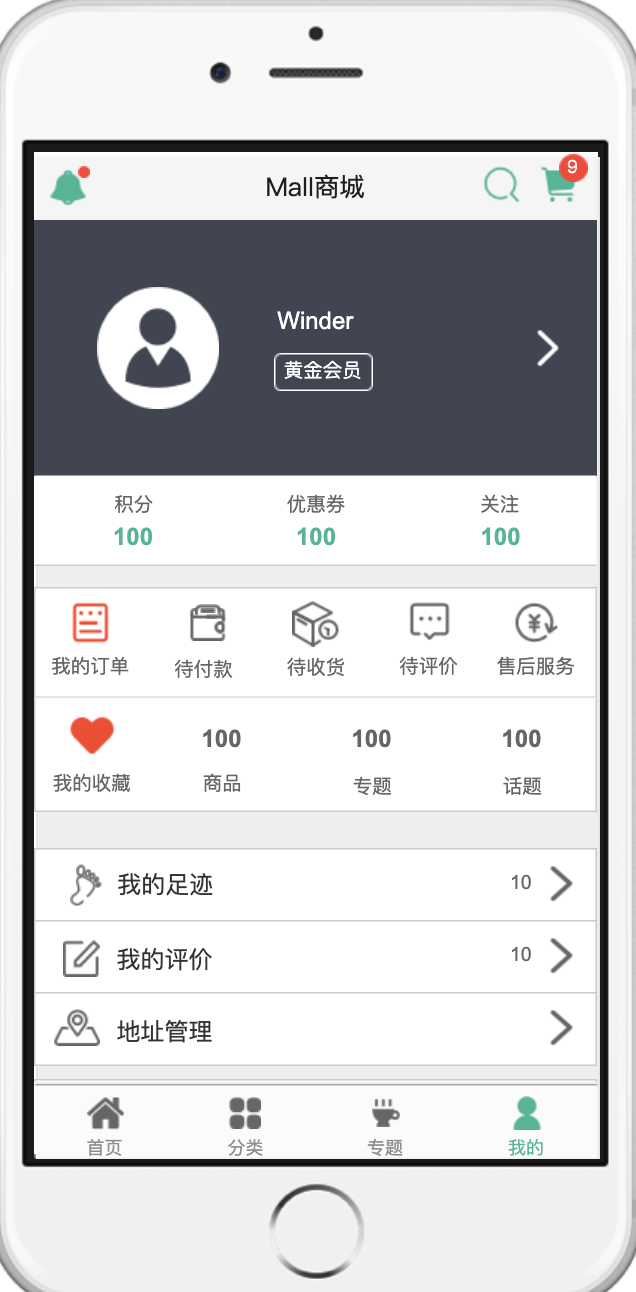 Mall商城
9
Winder
黄金会员
积分 优惠券 关注
100 100 100
我的订单 待付款 待收货 待评价 售后服务
100 100 100
我的收藏 商品 专题 话题
我的足迹 10
我的评价 10
地址管理
首页 分类 专题 我的